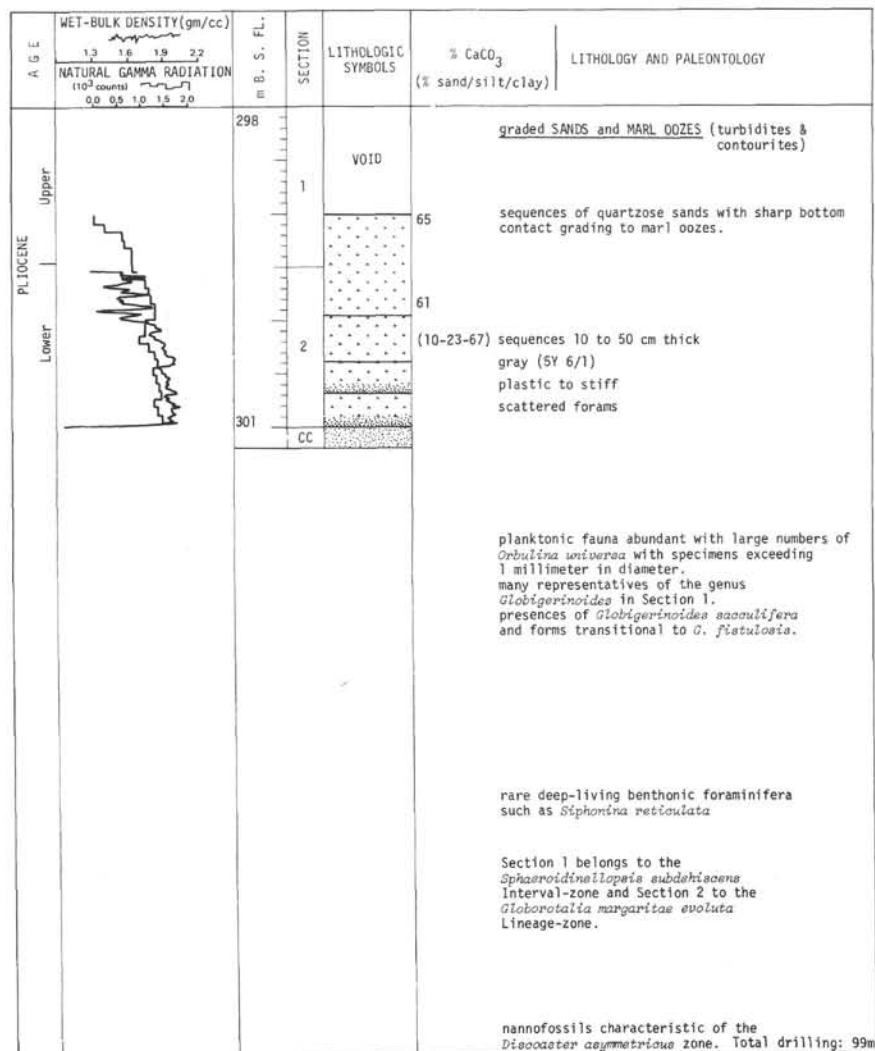 AGE
WET-BULK DENSITY(gm/cc)
1.3 1.6 1.9 2.2
NATURAL GAMMA RADIATION
(10³ counts)
0.0 0.5 1.0 1.5 2.0
m B. S. FL.
SECTION
LITHOLOGIC
SYMBOLS
% CaCO₃
(% sand/silt/clay)
LITHOLOGY AND PALEONTOLOGY
PLIOCENE
Upper
Lower
298
301
1
2
CC
VOID
65
61
(10-23-67)
graded SANDS and MARL OOZES (turbidites &
contourites)
sequences of quartzose sands with sharp bottom
contact grading to marl oozes.
sequences 10 to 50 cm thick
gray (5Y 6/1)
plastic to stiff
scattered forams
planktonic fauna abundant with large numbers of
Orbulina universa with specimens exceeding
1 millimeter in diameter.
many representatives of the genus
Globigerinoides in Section 1.
presences of Globigerinoides sacculifera
and forms transitional to G. fistulosis.
rare deep-living benthonic foraminifera
such as Siphonina reticulata
Section 1 belongs to the
Sphaeroidinellopsis subdehiscens
Interval-zone and Section 2 to the
Globorotalia margaritae evoluta
Lineage-zone.
nannofossils characteristic of the
Discoaster asymmetricus zone. Total drilling: 99m